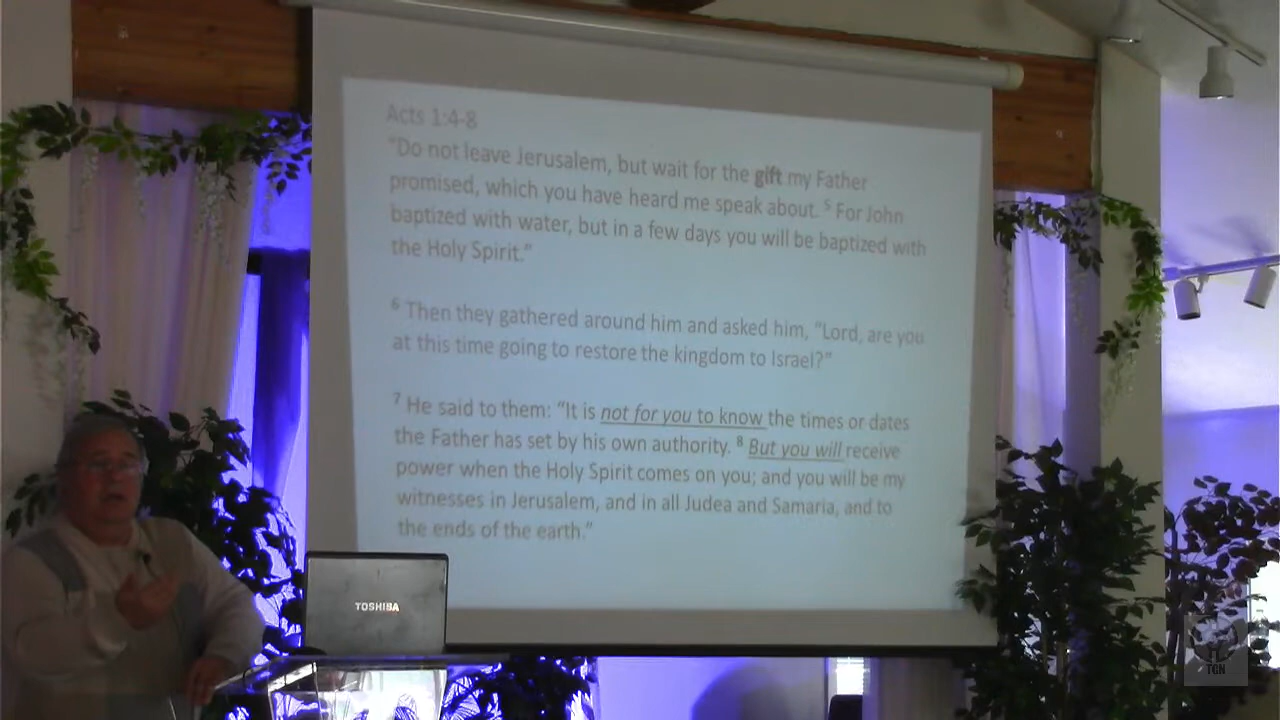 Acts 1:4-8
"Do not leave Jerusalem, but wait for the gift my Father
promised, which you have heard me speak about. ⁵ For John
baptized with water, but in a few days you will be baptized with
the Holy Spirit."
⁶ Then they gathered around him and asked him, "Lord, are you
at this time going to restore the kingdom to Israel?"
⁷ He said to them: "It is not for you to know the times or dates
the Father has set by his own authority. ⁸ But you will receive
power when the Holy Spirit comes on you; and you will be my
witnesses in Jerusalem, and in all Judea and Samaria, and to
the ends of the earth."
TOSHIBA
TGN